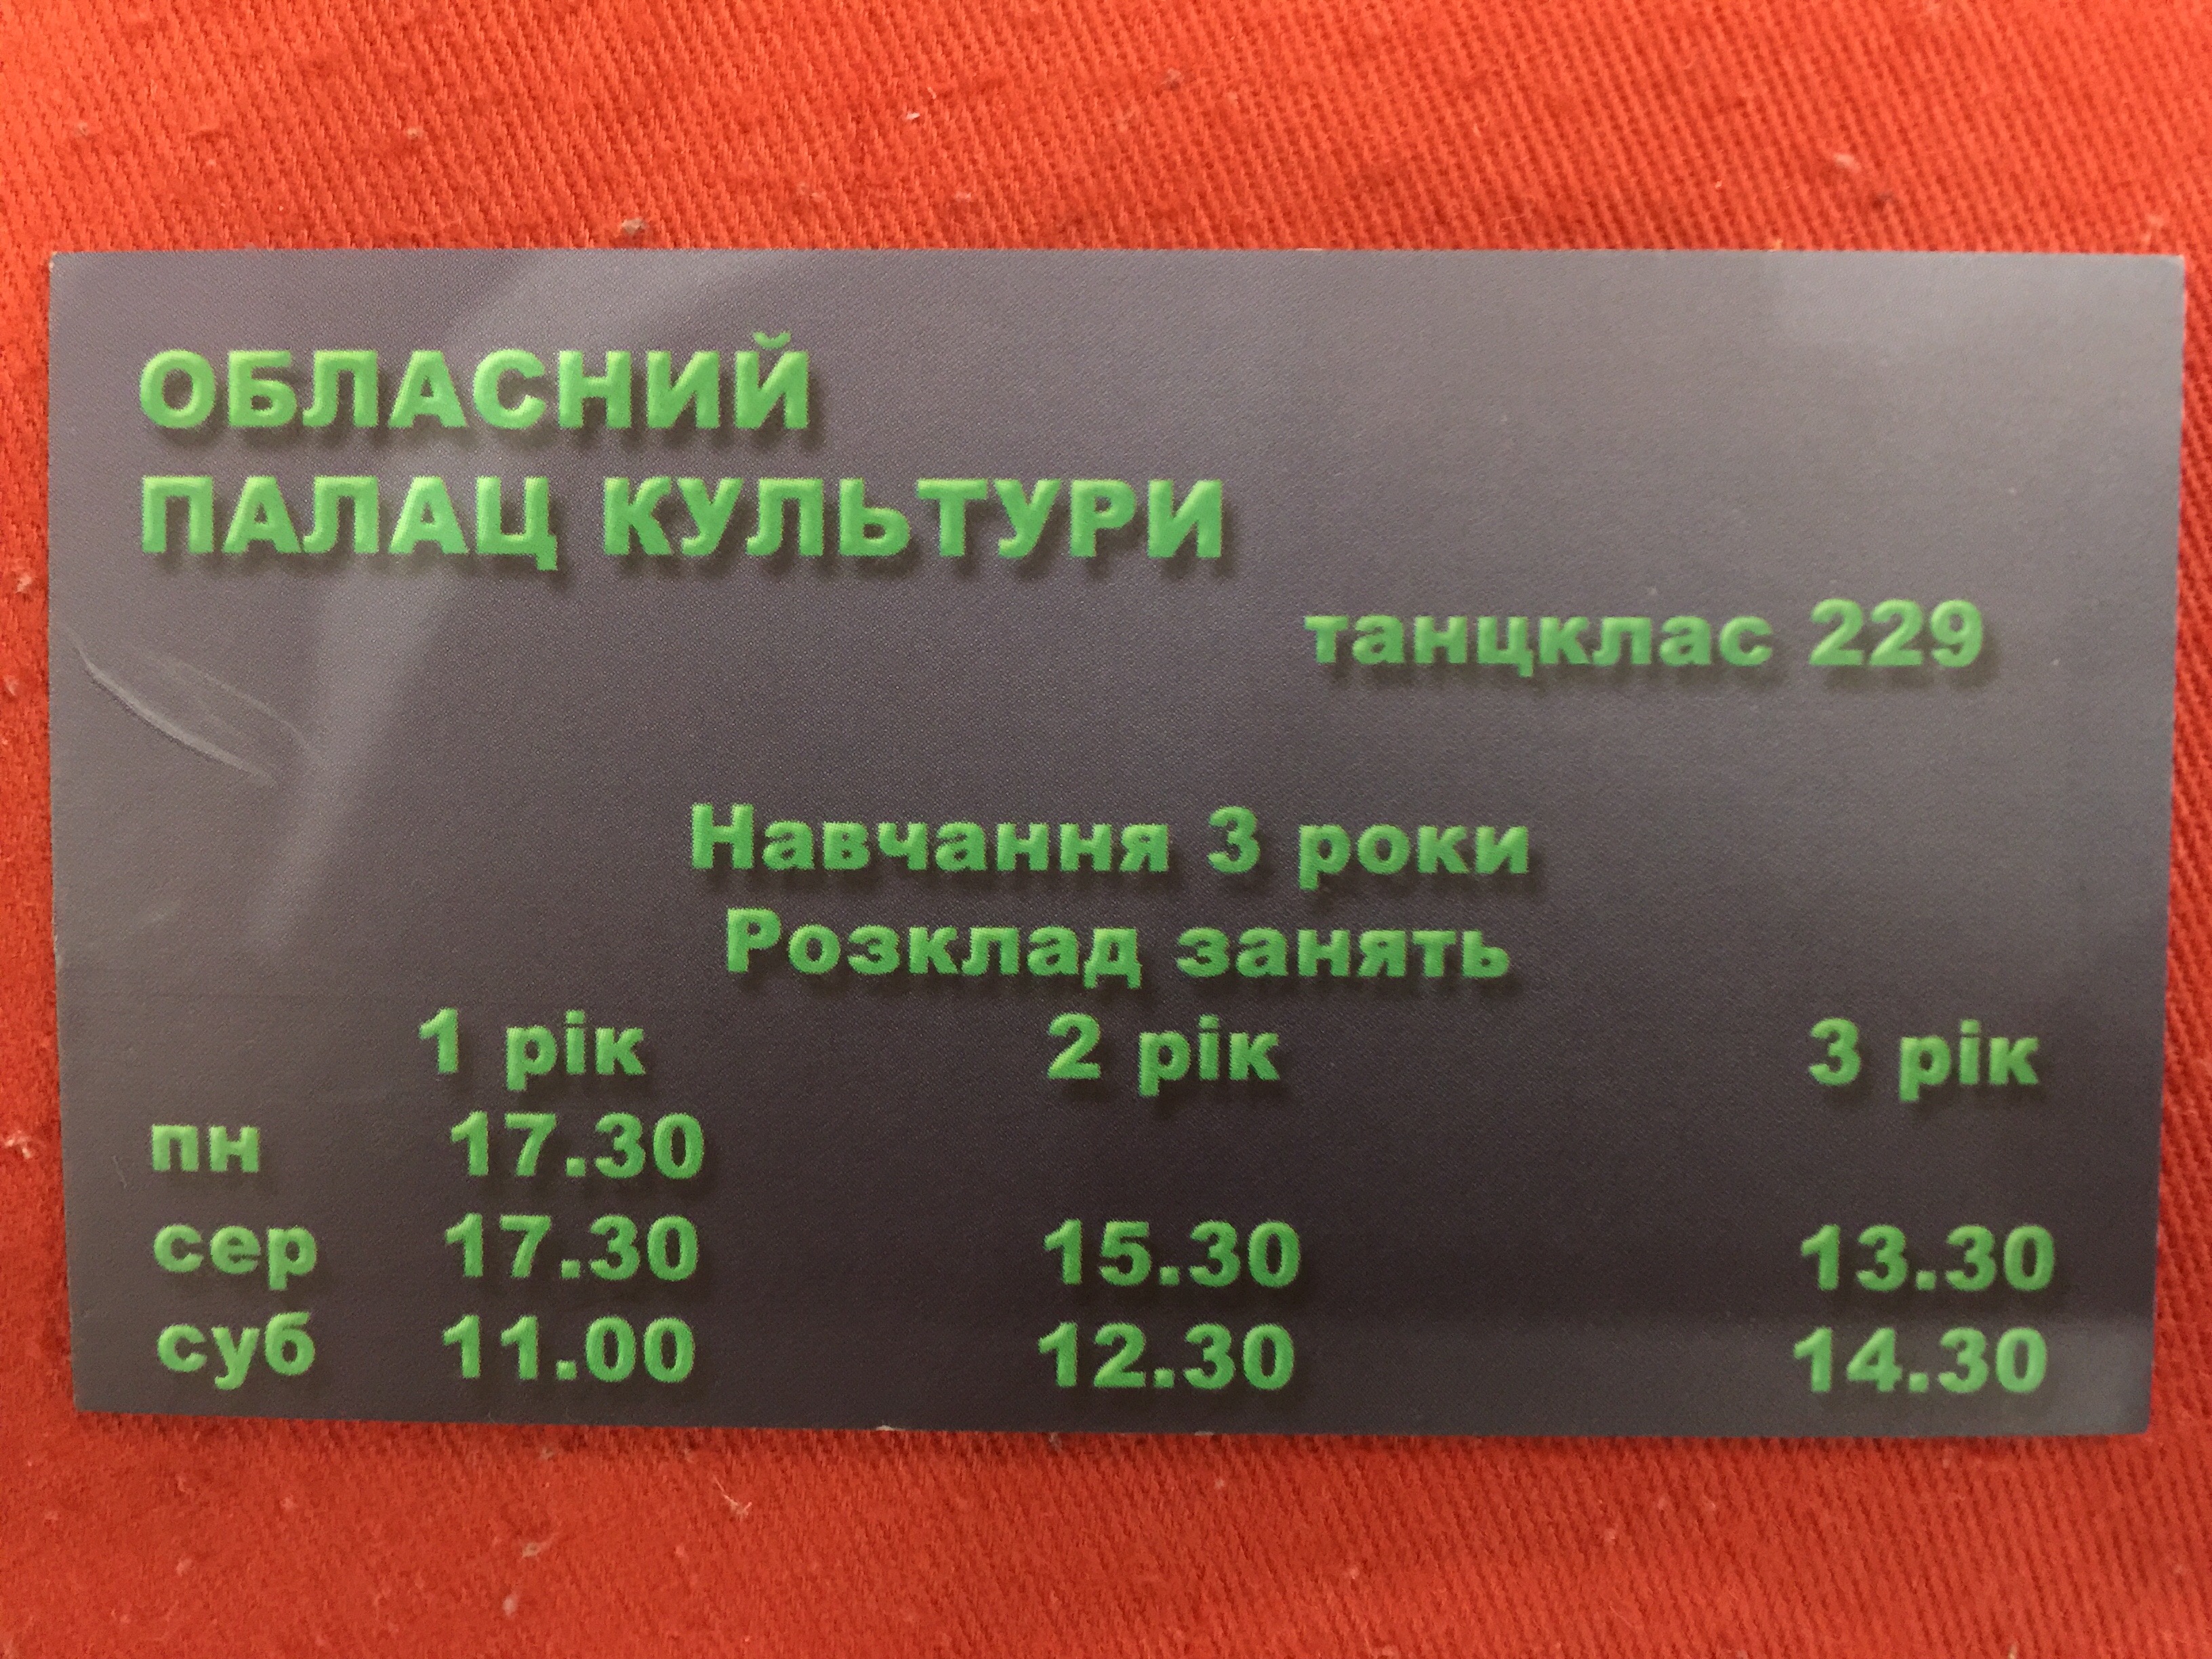 ОБЛАСНИЙ
ПАЛАЦ КУЛЬТУРИ
танцклас 229
Навчання 3 роки
Розклад занять
1 рік 2 рік 3 рік
пн 17.30
сер 17.30 15.30 13.30
суб 11.00 12.30 14.30